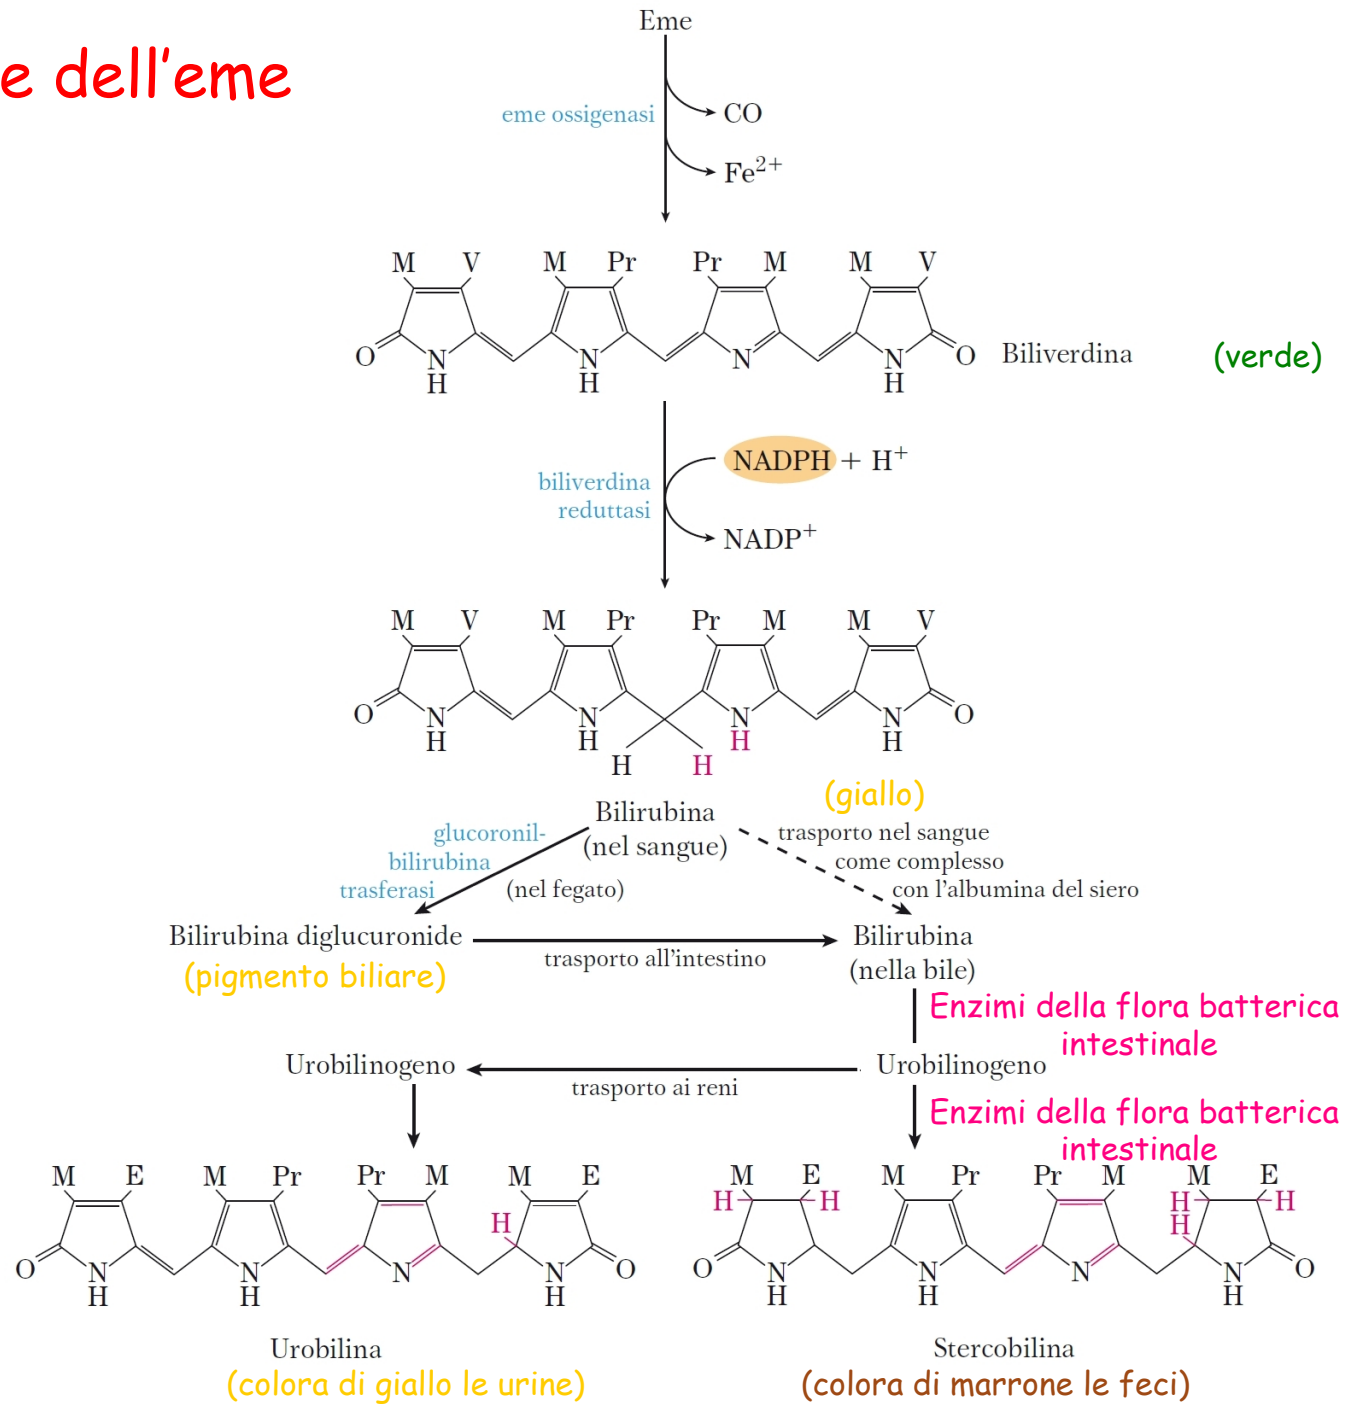 Eme
e dell'eme
eme ossigenasi
CO
Fe2+
M V M Pr Pr M M V
O N N N N O
H H H
Biliverdina
(verde)
NADPH + H+
biliverdina
reduttasi
NADP+
M V M Pr Pr M M V
O N N N N O
H H H H
H H
(giallo)
Bilirubina
(nel sangue)
glucoronil-
bilirubina
trasferasi
(nel fegato)
trasporto nel sangue
come complesso
con l'albumina del siero
Bilirubina diglucuronide
(pigmento biliare)
trasporto all'intestino
Bilirubina
(nella bile)
Enzimi della flora batterica
intestinale
Urobilinogeno
trasporto ai reni
Urobilinogeno
Enzimi della flora batterica
intestinale
M E M Pr Pr M M E
H
O N N N N O
H H H
Urobilina
(colora di giallo le urine)
M E M Pr Pr M M E
H H H H
H
O N N N N O
H H H
Stercobilina
(colora di marrone le feci)